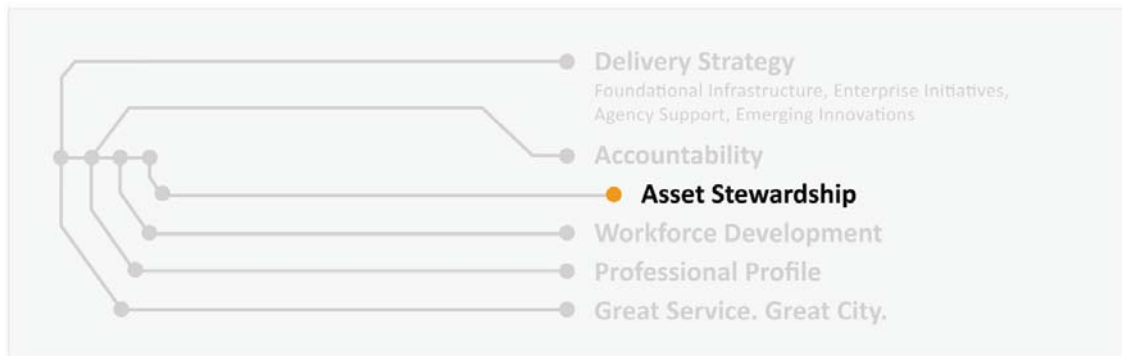 Delivery Strategy
Foundational Infrastructure, Enterprise Initiatives,
Agency Support, Emerging Innovations
Accountability
Asset Stewardship
Workforce Development
Professional Profile
Great Service. Great City.